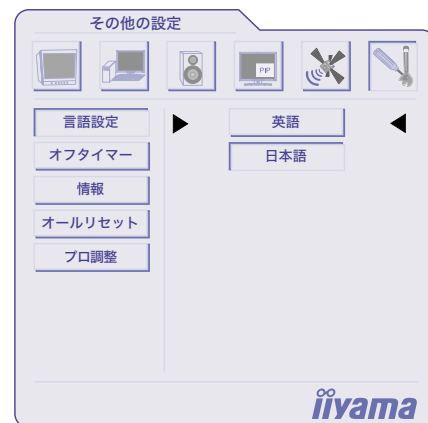 その他の設定
PIP
言語設定
英語
オフタイマー
日本語
情報
オールリセット
プロ調整
iiyama